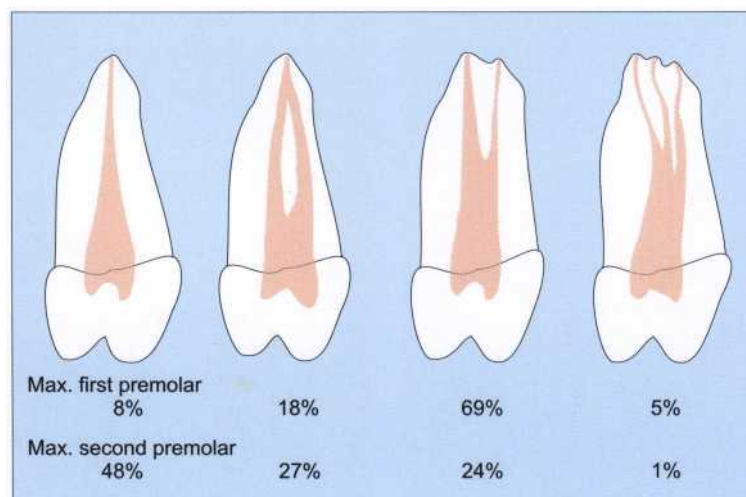 Max. first premolar
8% 18% 69% 5%
Max. second premolar
48% 27% 24% 1%